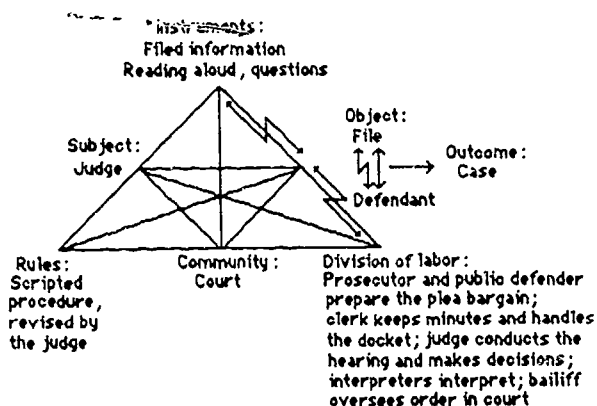 Instruments:
Filed information
Reading aloud, questions
Object:
File
Subject:
Judge
Outcome:
Case
Defendant
Rules:
Scripted
procedure,
revised by
the judge
Community:
Court
Division of labor:
Prosecutor and public defender
prepare the plea bargain;
clerk keeps minutes and handles
the docket; judge conducts the
hearing and makes decisions;
interpreters interpret; bailiff
oversees order in court